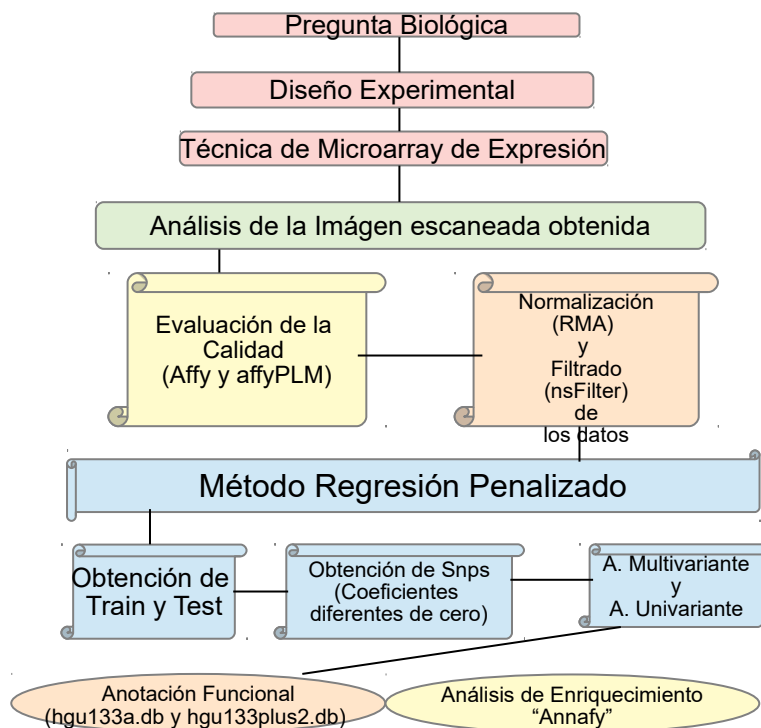 Pregunta Biológica
Diseño Experimental
Técnica de Microarray de Expresión
Análisis de la Imágen escaneada obtenida
Evaluación de la
Calidad
(Affy y affyPLM)
Normalización
(RMA)
y
Filtrado
(nsFilter)
de
los datos
Método Regresión Penalizado
Obtención de
Train y Test
Obtención de Snps
(Coeficientes
diferentes de cero)
A. Multivariante
y
A. Univariante
Anotación Funcional
(hgu133a.db y hgu133plus2.db)
Análisis de Enriquecimiento
“Annafy”